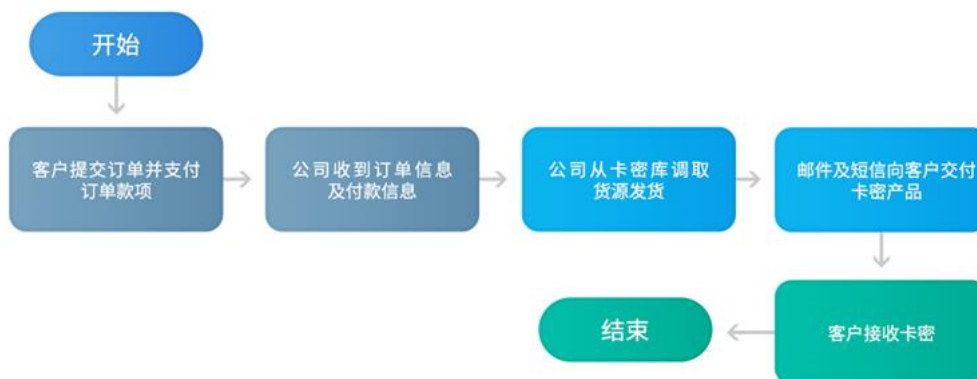 开始
客户提交订单并支付
订单款项
公司收到订单信息
及付款信息
公司从卡密库调取
货源发货
邮件及短信向客户交付
卡密产品
客户接收卡密
结束